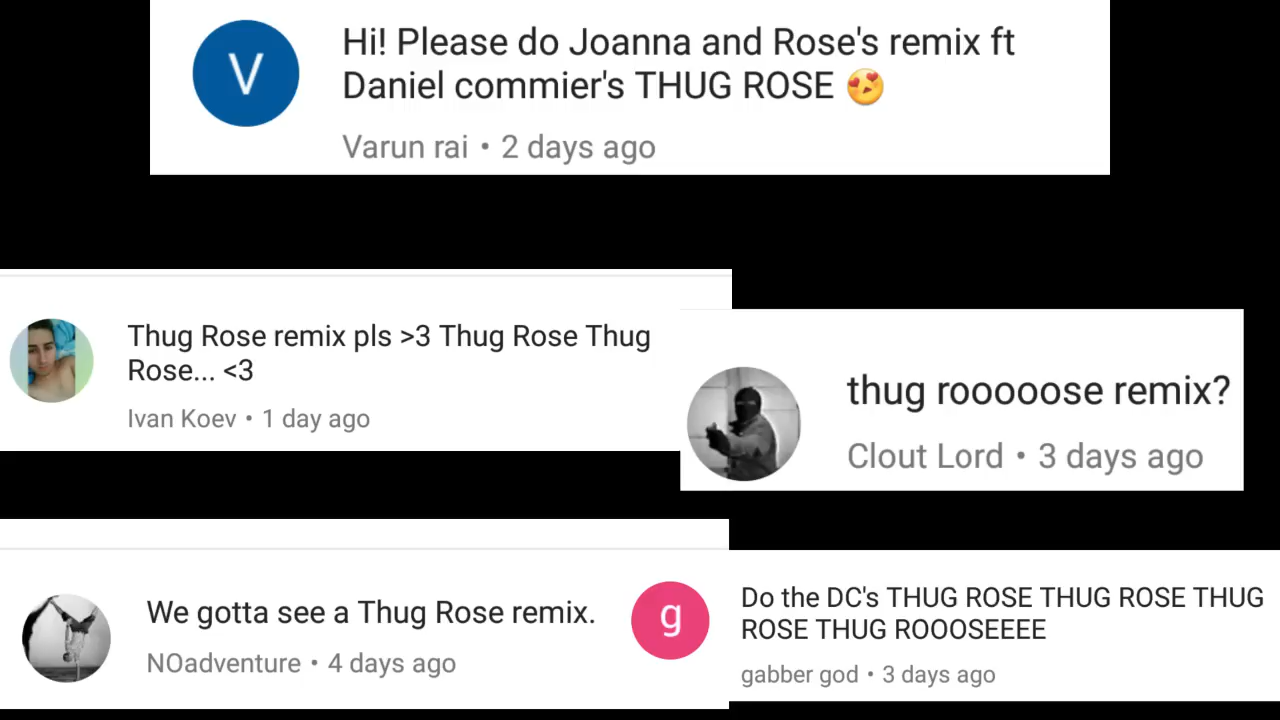 V
Hi! Please do Joanna and Rose's remix ft
Daniel commier's THUG ROSE 😍
Varun rai • 2 days ago
Thug Rose remix pls >3 Thug Rose Thug
Rose... <3
Ivan Koev • 1 day ago
thug rooooose remix?
Clout Lord • 3 days ago
We gotta see a Thug Rose remix.
NOadventure • 4 days ago
g
Do the DC's THUG ROSE THUG ROSE THUG
ROSE THUG ROOOSEEEE
gabber god • 3 days ago